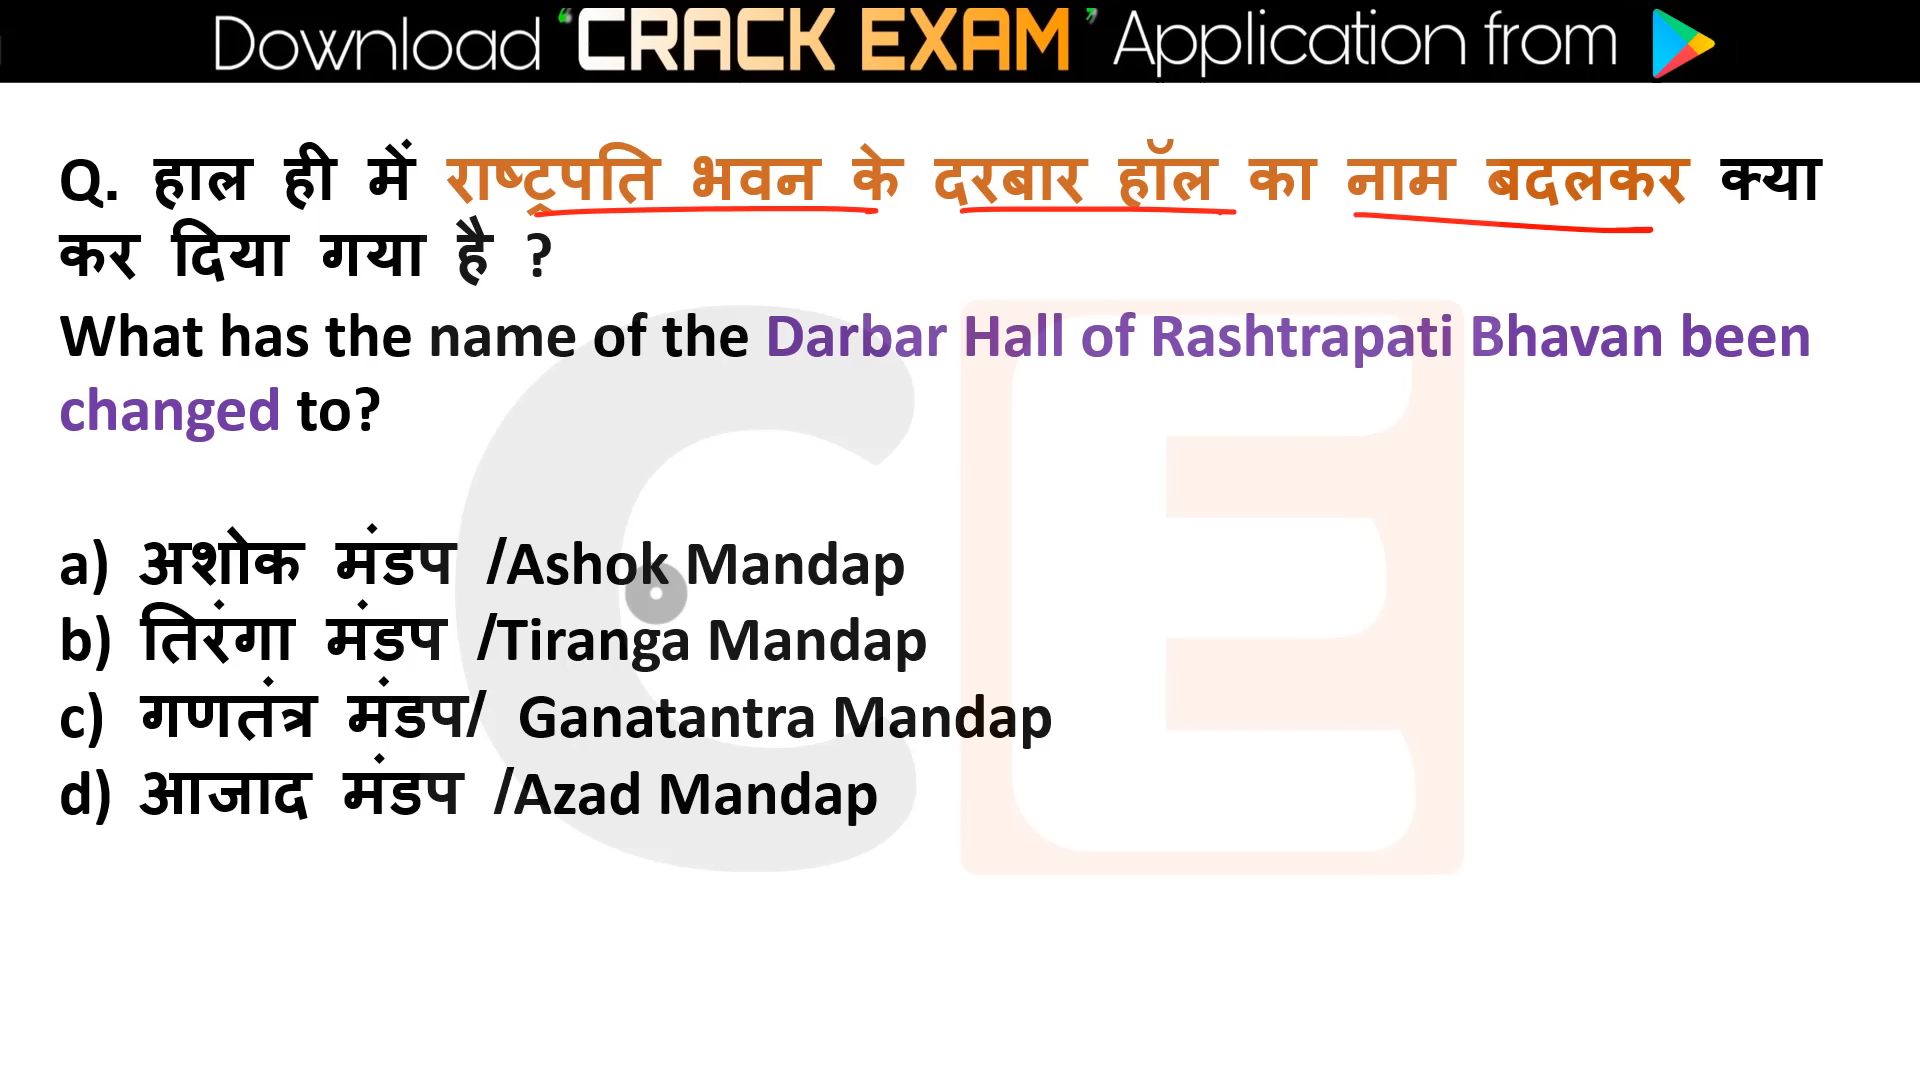 Download ‘CRACK EXAM’ Application from
Q. हाल ही में राष्ट्रपति भवन के दरबार हॉल का नाम बदलकर क्या
कर दिया गया है ?
What has the name of the Darbar Hall of Rashtrapati Bhavan been
changed to?
a) अशोक मंडप /Ashok Mandap
b) तिरंगा मंडप /Tiranga Mandap
c) गणतंत्र मंडप/ Ganatantra Mandap
d) आजाद मंडप /Azad Mandap
CE